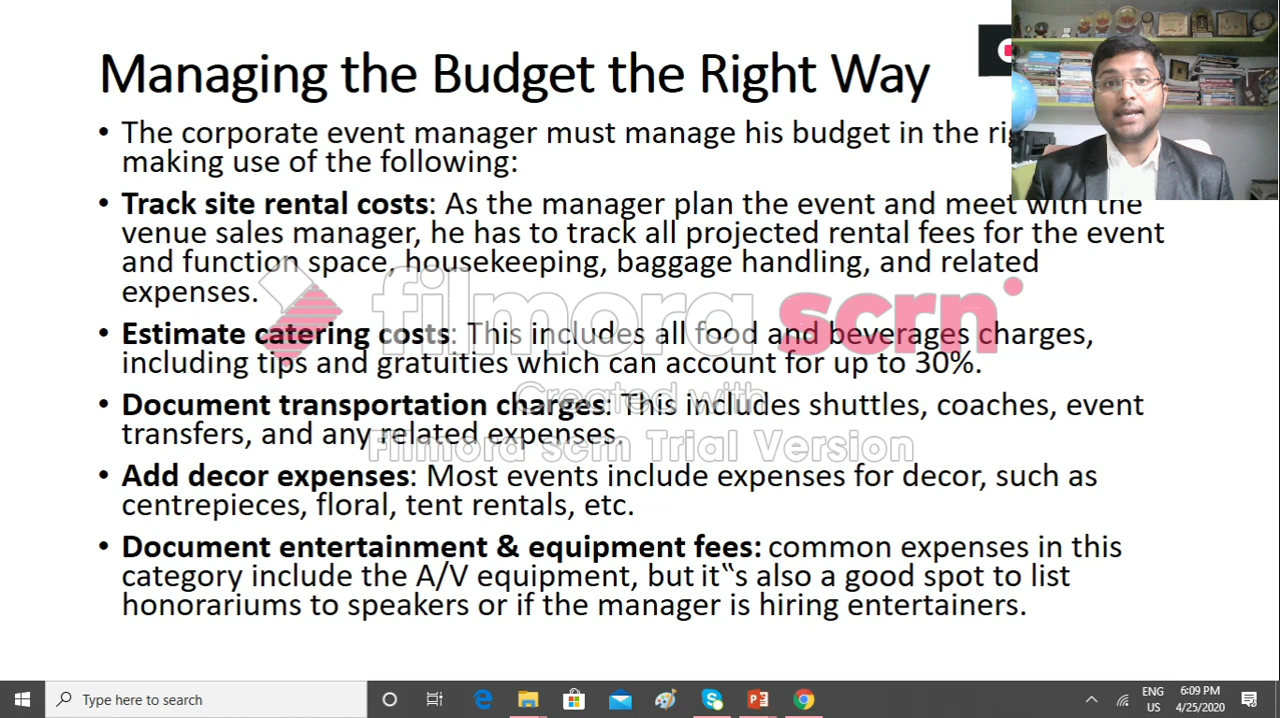 Managing the Budget the Right Way
• The corporate event manager must manage his budget in the
making use of the following:
• Track site rental costs: As the manager plan the event and meet with the
venue sales manager, he has to track all projected rental fees for the event
and function space, housekeeping, baggage handling, and related
expenses.
filmora scrn
• Estimate catering costs: This includes all food and beverages charges,
including tips and gratuities which can account for up to 30%.
Created with
• Document transportation charges: This includes shuttles, coaches, event
transfers, and any related expenses.
Filmora scrn Trial Version
• Add decor expenses: Most events include expenses for decor, such as
centrepieces, floral, tent rentals, etc.
• Document entertainment & equipment fees: common expenses in this
category include the A/V equipment, but it‟s also a good spot to list
honorariums to speakers or if the manager is hiring entertainers.
Type here to search
ENG
US
6:09 PM
4/25/2020